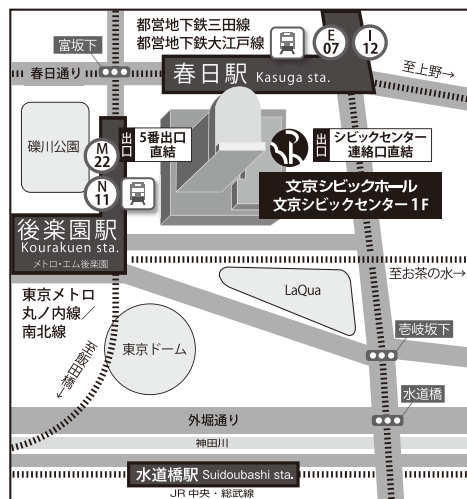 都営地下鉄三田線
都営地下鉄大江戸線
E
07
I
12
富坂下
春日通り
春日駅 Kasuga sta.
至上野→
礫川公園
M
22
出口
5番出口
直結
出口
シビックセンター
連絡口直結
N
11
文京シビックホール
文京シビックセンター1F
後楽園駅
Kourakuen sta.
メトロ・エム後楽園
至お茶の水→
東京メトロ
丸ノ内線／
南北線
LaQua
壱岐坂下
東京ドーム
至飯田橋→
水道橋
外堀通り
神田川
水道橋駅 Suidoubashi sta.
JR中央・総武線